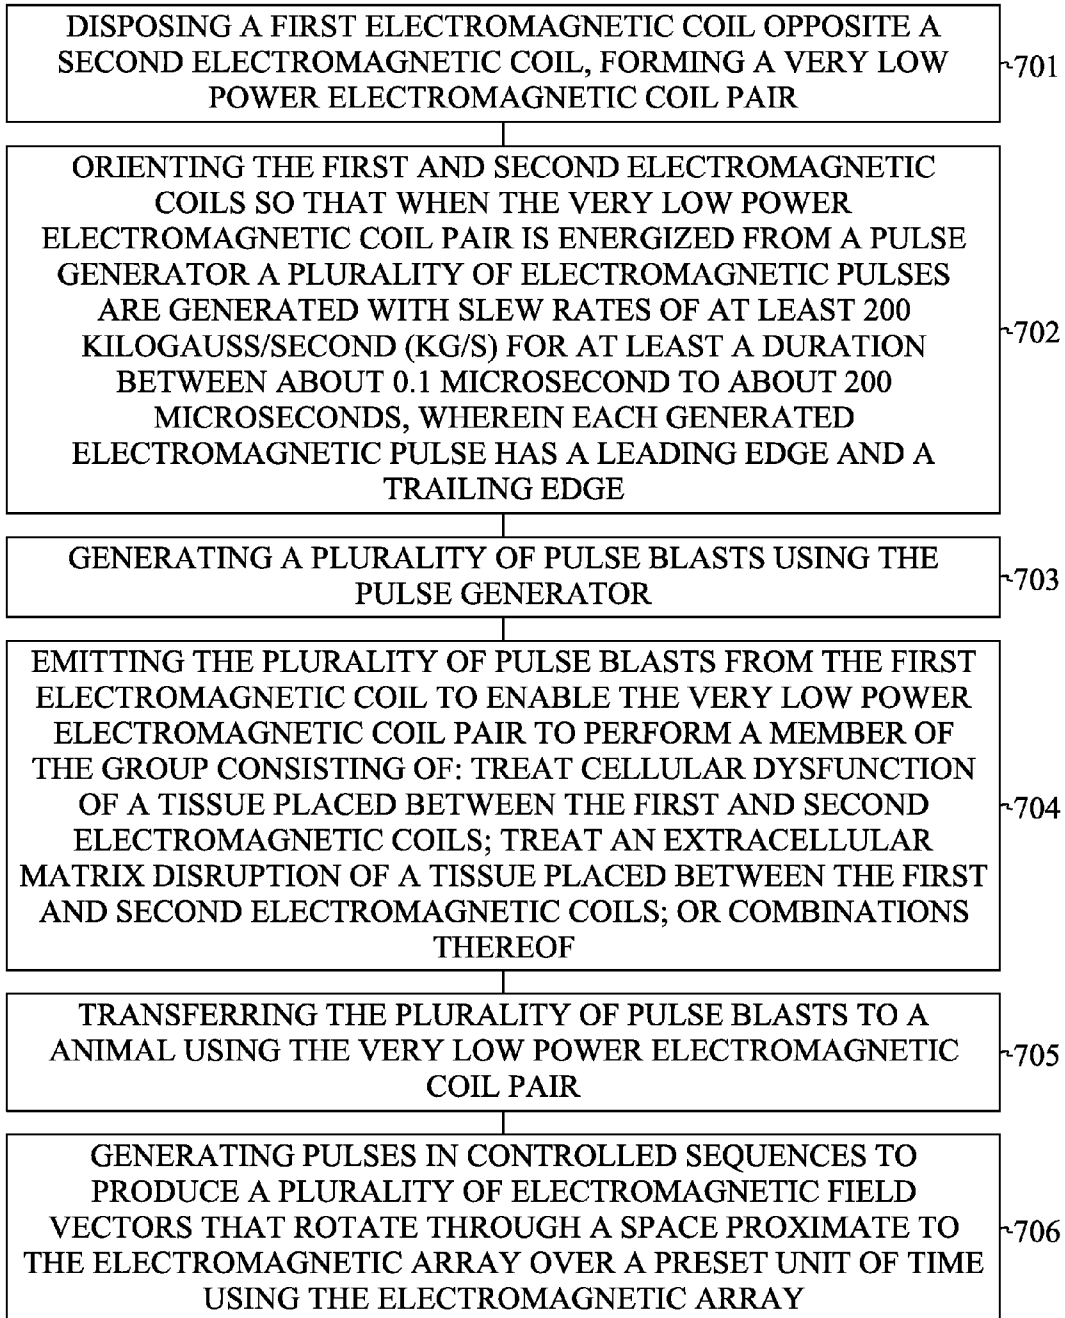 DISPOSING A FIRST ELECTROMAGNETIC COIL OPPOSITE A
SECOND ELECTROMAGNETIC COIL, FORMING A VERY LOW
POWER ELECTROMAGNETIC COIL PAIR
701
ORIENTING THE FIRST AND SECOND ELECTROMAGNETIC
COILS SO THAT WHEN THE VERY LOW POWER
ELECTROMAGNETIC COIL PAIR IS ENERGIZED FROM A PULSE
GENERATOR A PLURALITY OF ELECTROMAGNETIC PULSES
ARE GENERATED WITH SLEW RATES OF AT LEAST 200
KILOGAUSS/SECOND (KG/S) FOR AT LEAST A DURATION
BETWEEN ABOUT 0.1 MICROSECOND TO ABOUT 200
MICROSECONDS, WHEREIN EACH GENERATED
ELECTROMAGNETIC PULSE HAS A LEADING EDGE AND A
TRAILING EDGE
702
GENERATING A PLURALITY OF PULSE BLASTS USING THE
PULSE GENERATOR
703
EMITTING THE PLURALITY OF PULSE BLASTS FROM THE FIRST
ELECTROMAGNETIC COIL TO ENABLE THE VERY LOW POWER
ELECTROMAGNETIC COIL PAIR TO PERFORM A MEMBER OF
THE GROUP CONSISTING OF: TREAT CELLULAR DYSFUNCTION
OF A TISSUE PLACED BETWEEN THE FIRST AND SECOND
ELECTROMAGNETIC COILS; TREAT AN EXTRACELLULAR
MATRIX DISRUPTION OF A TISSUE PLACED BETWEEN THE FIRST
AND SECOND ELECTROMAGNETIC COILS; OR COMBINATIONS
THEREOF
704
TRANSFERRING THE PLURALITY OF PULSE BLASTS TO A
ANIMAL USING THE VERY LOW POWER ELECTROMAGNETIC
COIL PAIR
705
GENERATING PULSES IN CONTROLLED SEQUENCES TO
PRODUCE A PLURALITY OF ELECTROMAGNETIC FIELD
VECTORS THAT ROTATE THROUGH A SPACE PROXIMATE TO
THE ELECTROMAGNETIC ARRAY OVER A PRESET UNIT OF TIME
USING THE ELECTROMAGNETIC ARRAY
706